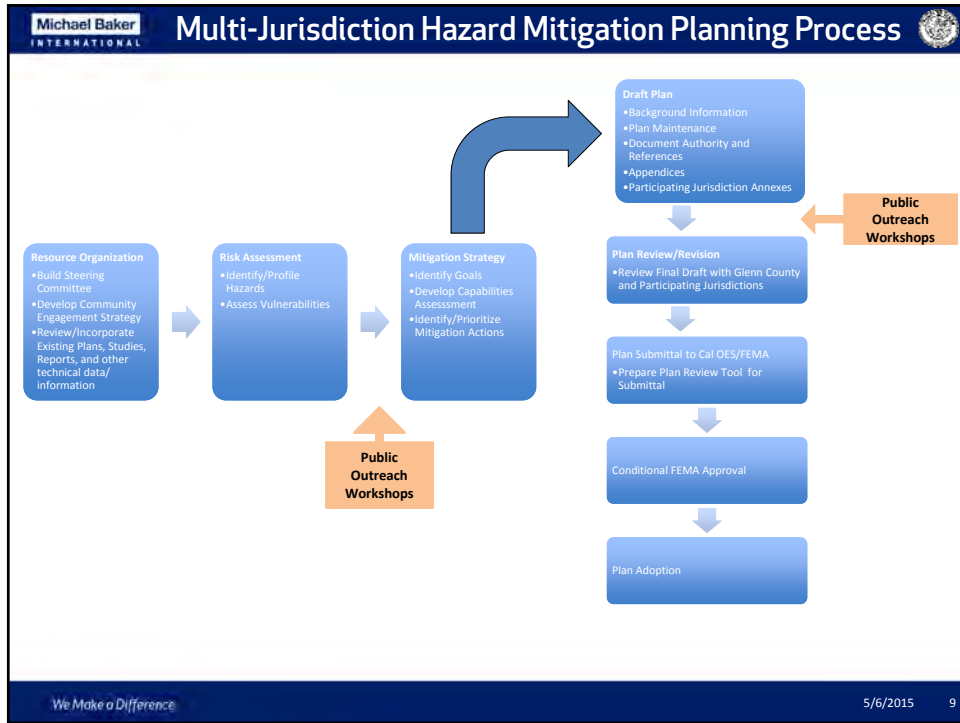 Michael Baker
INTERNATIONAL
Multi-Jurisdiction Hazard Mitigation Planning Process
Resource Organization
•Build Steering
Committee
•Develop Community
Engagement Strategy
•Review/Incorporate
Existing Plans, Studies,
Reports, and other
technical data/
information
Risk Assessment
•Identify/Profile
Hazards
•Assess Vulnerabilities
Public
Outreach
Workshops
Mitigation Strategy
•Identify Goals
•Develop Capabilities
Assesssment
•Identify/Prioritize
Mitigation Actions
Draft Plan
•Background Information
•Plan Maintenance
•Document Authority and
References
•Appendices
•Participating Jurisdiction Annexes
Public
Outreach
Workshops
Plan Review/Revision
•Review Final Draft with Glenn County
and Participating Jurisdictions
Plan Submittal to Cal OES/FEMA
•Prepare Plan Review Tool for
Submittal
Conditional FEMA Approval
Plan Adoption
We Make a Difference
5/6/2015
9